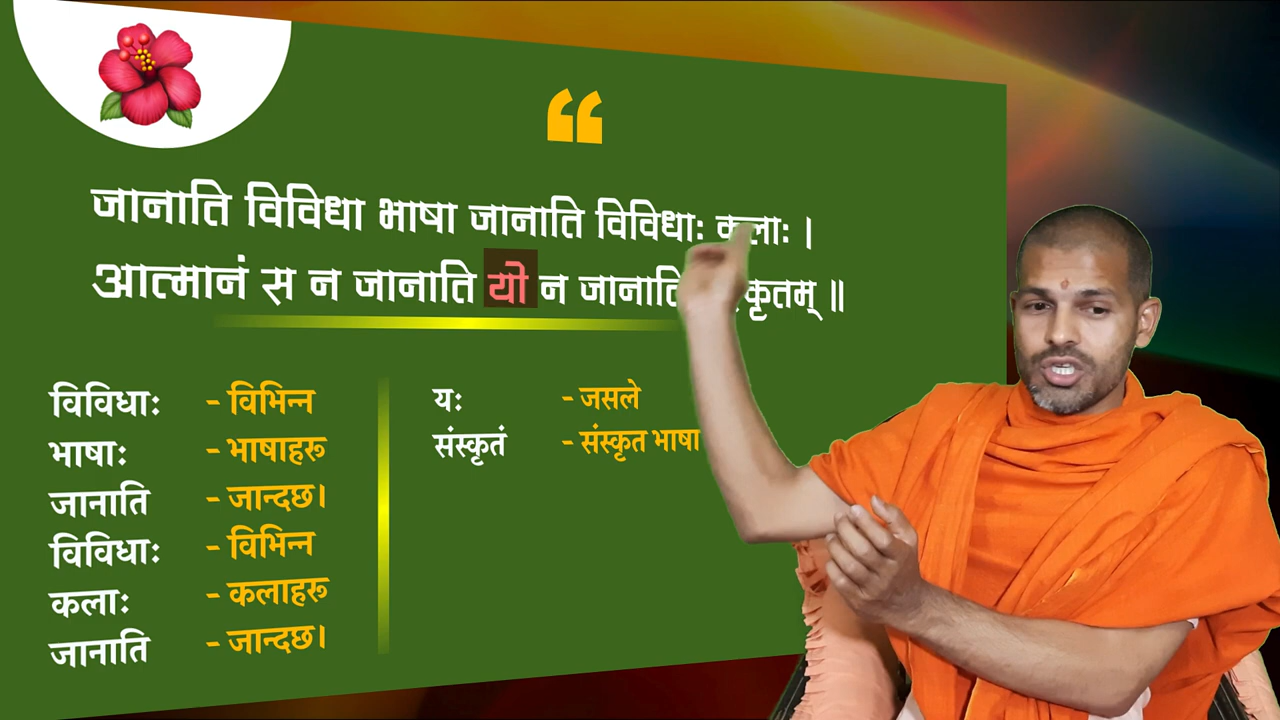 “
जानाति विविधा भाषा जानाति विविधाः कलाः ।
आत्मानं स न जानाति यो न जानाति ॥
विविधाः - विभिन्न
भाषाः - भाषाहरू
जानाति - जान्दछ।
विविधाः - विभिन्न
कलाः - कलाहरू
जानाति - जान्दछ।
यः - जसले
संस्कृतं - संस्कृत भाषा